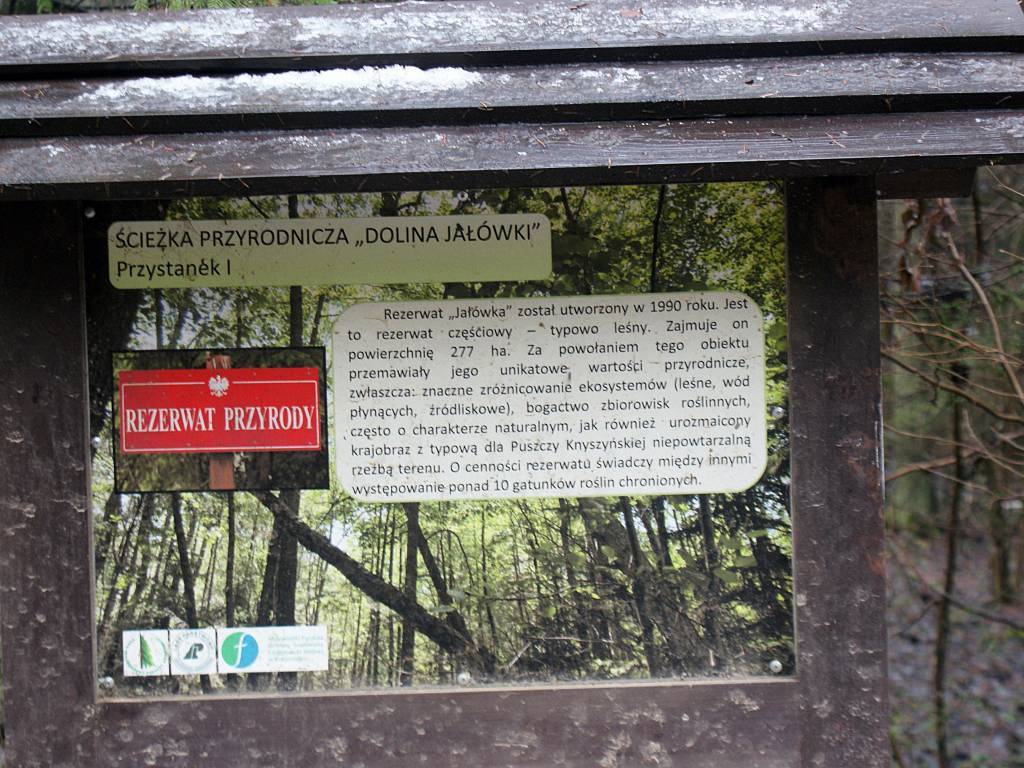 ŚCIEŻKA PRZYRODNICZA „DOLINA JAŁÓWKI”
Przystanek I
Rezerwat „Jałówka” został utworzony w 1990 roku. Jest
to rezerwat częściowy – typowo leśny. Zajmuje on
powierzchnię 277 ha. Za powołaniem tego obiektu
przemawiały jego unikatowe wartości przyrodnicze,
zwłaszcza: znaczne zróżnicowanie ekosystemów (leśne, wód
płynących, źródliskowe), bogactwo zbiorowisk roślinnych,
często o charakterze naturalnym, jak również urozmaicony
krajobraz z typową dla Puszczy Knyszyńskiej niepowtarzalną
rzeźbą terenu. O cenności rezerwatu świadczy między innymi
występowanie ponad 10 gatunków roślin chronionych.
REZERWAT PRZYRODY